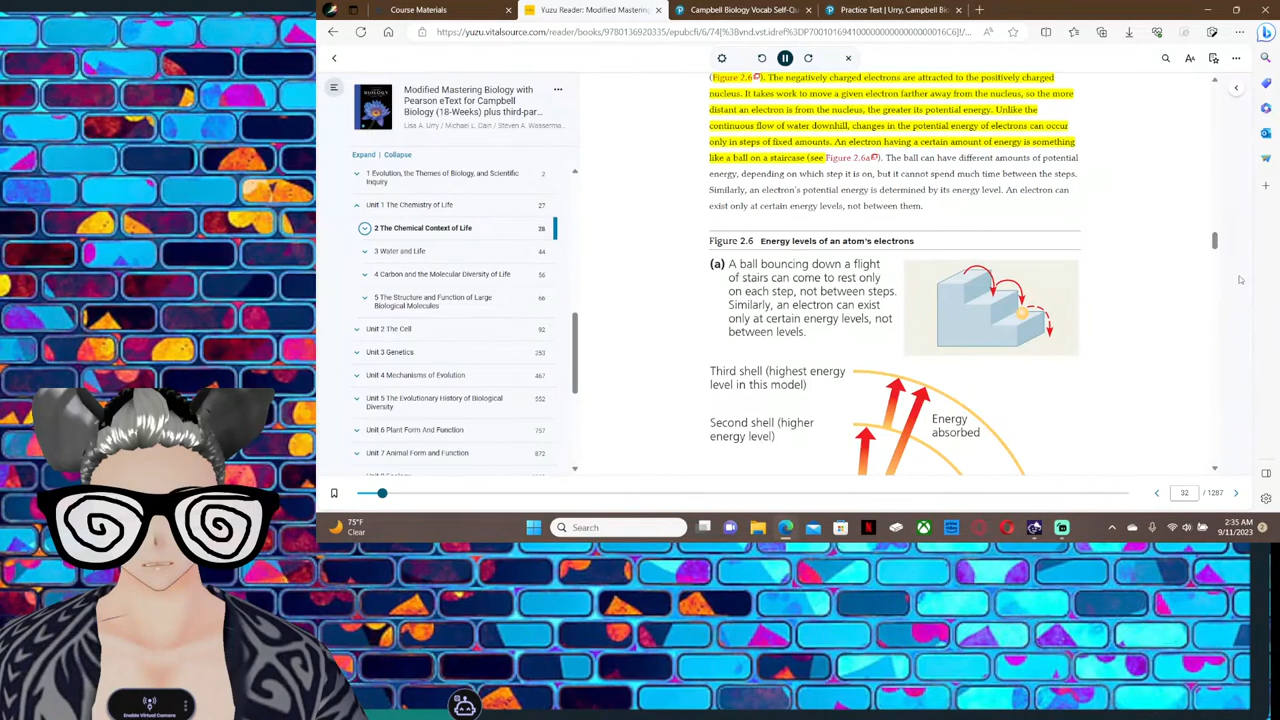 Course Materials
Yuzu Reader: Modified Mastering
Campbell Biology Vocab Self-Qu
Practice Test | Ury, Campbell Bi
https://yuzu.vitalsource.com/reader/books/9780136920335/epubcfi/6/74[%3Bvnd.vst.idref%3DP7001016941000000000000000016C6]!/...
Modified Mastering Biology with
Pearson eText for Campbell
Biology (18-Weeks) plus third-par...
Lisa A. Urry / Michael L. Cain / Steven A. Wasserma...
Expand | Collapse
1 Evolution, the Themes of Biology, and Scientific
Inquiry
2
Unit 1 The Chemistry of Life
27
2 The Chemical Context of Life
28
3 Water and Life
44
4 Carbon and the Molecular Diversity of Life
56
5 The Structure and Function of Large
Biological Molecules
66
Unit 2 The Cell
92
Unit 3 Genetics
253
Unit 4 Mechanisms of Evolution
467
Unit 5 The Evolutionary History of Biological
Diversity
552
Unit 6 Plant Form And Function
757
Unit 7 Animal Form and Function
872
(Figure 2.6). The negatively charged electrons are attracted to the positively charged
nucleus. It takes work to move a given electron farther away from the nucleus, so the more
distant an electron is from the nucleus, the greater its potential energy. Unlike the
continuous flow of water downhill, changes in the potential energy of electrons can occur
only in steps of fixed amounts. An electron having a certain amount of energy is something
like a ball on a staircase (see Figure 2.6a). The ball can have different amounts of potential
energy, depending on which step it is on, but it cannot spend much time between the steps.
Similarly, an electron's potential energy is determined by its energy level. An electron can
exist only at certain energy levels, not between them.
Figure 2.6 Energy levels of an atom's electrons
(a) A ball bouncing down a flight
of stairs can come to rest only
on each step, not between steps.
Similarly, an electron can exist
only at certain energy levels, not
between levels.
Third shell (highest energy
level in this model)
Second shell (higher
energy level)
Energy
absorbed
32 / 1287
75°F
Clear
Search
2:35 AM
9/11/2023
Enable Virtual Camera